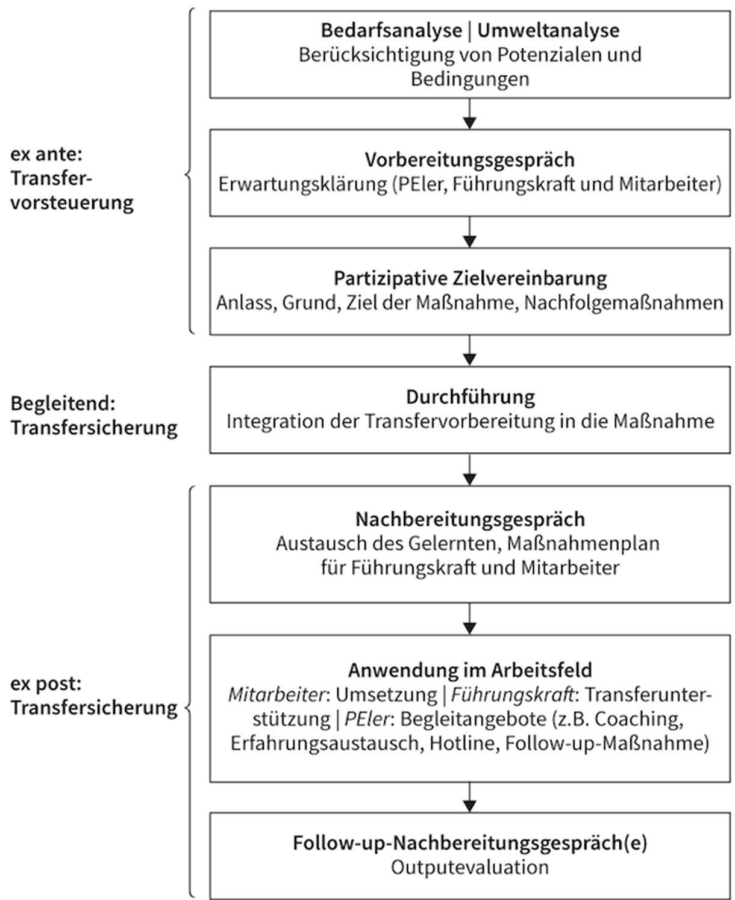 Bedarfsanalyse | Umweltanalyse
Berücksichtigung von Potenzialen und
Bedingungen
ex ante:
Transfer-
vorsteuerung
Vorbereitungsgespräch
Erwartungsklärung (PEler, Führungskraft und Mitarbeiter)
Partizipative Zielvereinbarung
Anlass, Grund, Ziel der Maßnahme, Nachfolgemaßnahmen
Begleitend:
Transfersicherung
Durchführung
Integration der Transfervorbereitung in die Maßnahme
Nachbereitungsgespräch
Austausch des Gelernten, Maßnahmenplan
für Führungskraft und Mitarbeiter
ex post:
Transfersicherung
Anwendung im Arbeitsfeld
Mitarbeiter: Umsetzung | Führungskraft: Transferunter-
stützung | PEler: Begleitangebote (z.B. Coaching,
Erfahrungsaustausch, Hotline, Follow-up-Maßnahme)
Follow-up-Nachbereitungsgespräch(e)
Outputevaluation